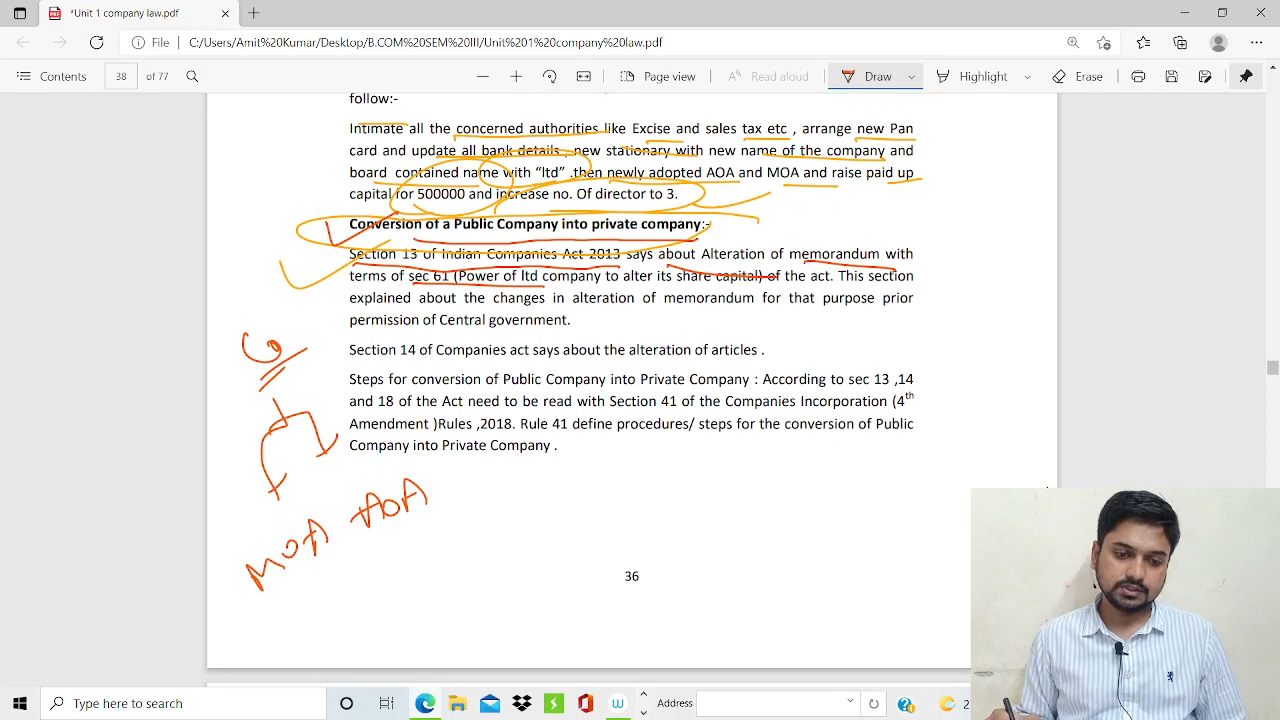 *Unit 1 company law.pdf
File C:/Users/Amit%20Kumar/Desktop/B.COM%20SEM%20III/Unit%201%20company%20law.pdf
Contents 38 of 77 Page view Read aloud Draw Highlight Erase
follow:-
Intimate all the concerned authorities like Excise and sales tax etc , arrange new Pan
card and update all bank details , new stationary with new name of the company and
board contained name with “ltd” .then newly adopted AOA and MOA and raise paid up
capital for 500000 and increase no. Of director to 3.
Conversion of a Public Company into private company:-
Section 13 of Indian Companies Act 2013 says about Alteration of memorandum with
terms of sec 61 (Power of ltd company to alter its share capital) of the act. This section
explained about the changes in alteration of memorandum for that purpose prior
permission of Central government.
Section 14 of Companies act says about the alteration of articles .
Steps for conversion of Public Company into Private Company : According to sec 13 ,14
and 18 of the Act need to be read with Section 41 of the Companies Incorporation (4th
Amendment )Rules ,2018. Rule 41 define procedures/ steps for the conversion of Public
Company into Private Company .
MOA AOA
36
Type here to search
Address
2